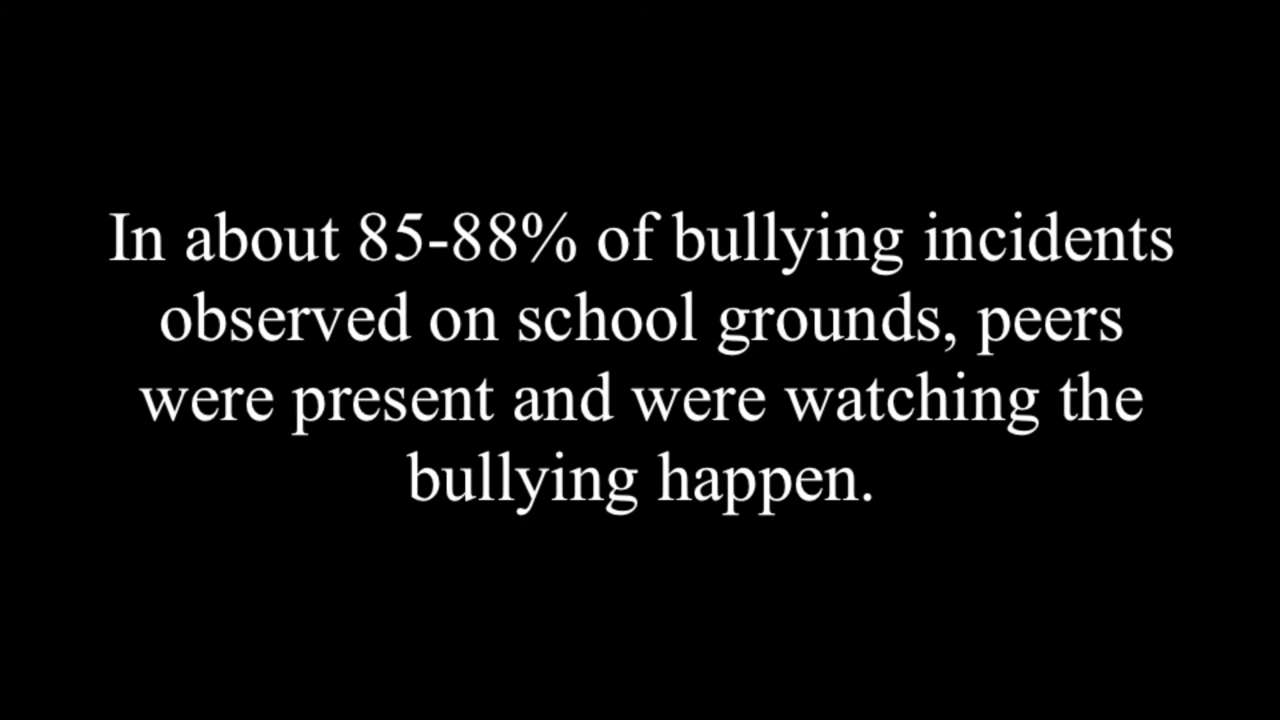 In about 85-88% of bullying incidents
observed on school grounds, peers
were present and were watching the
bullying happen.